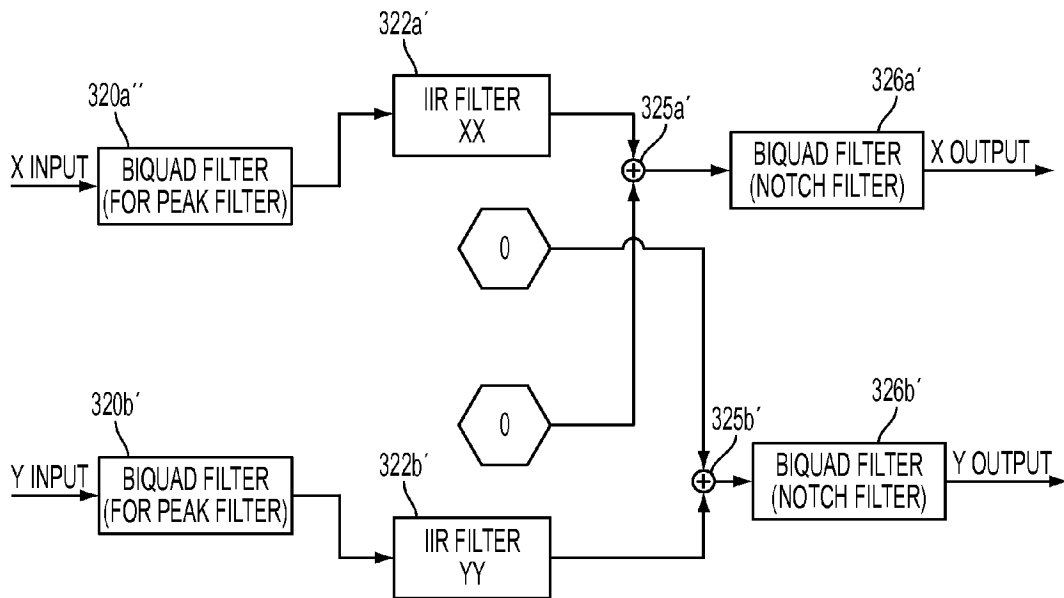 322a´
320a´´
IIR FILTER
XX
325a´
326a´
X INPUT
BIQUAD FILTER
(FOR PEAK FILTER)
BIQUAD FILTER
(NOTCH FILTER)
X OUTPUT
0
0
320b´
322b´
325b´
326b´
Y INPUT
BIQUAD FILTER
(FOR PEAK FILTER)
IIR FILTER
YY
BIQUAD FILTER
(NOTCH FILTER)
Y OUTPUT